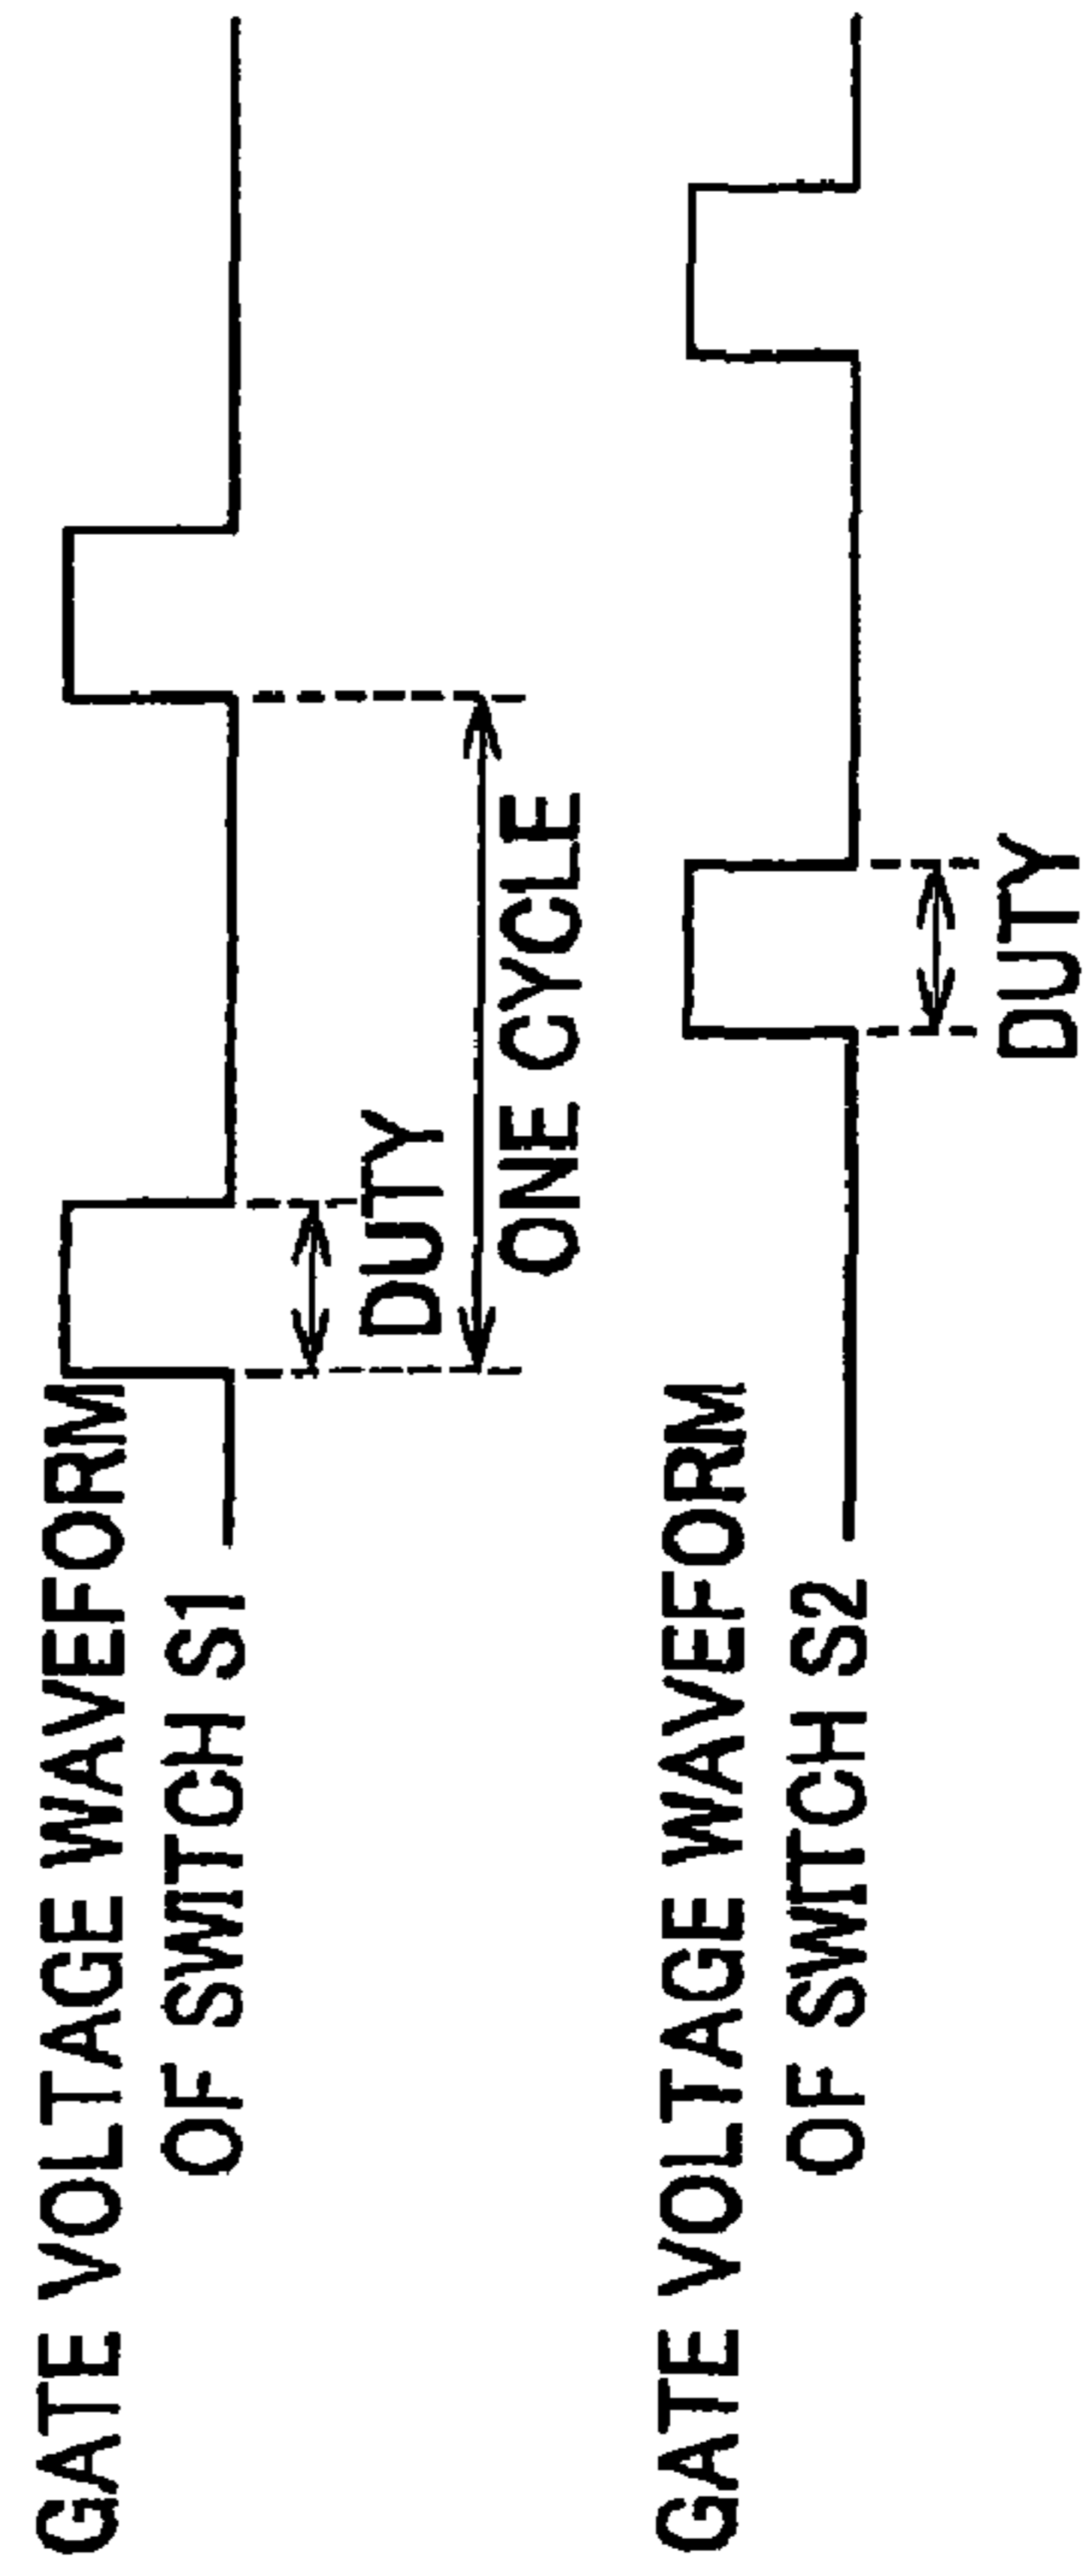 GATE VOLTAGE WAVEFORM
OF SWITCH S1
DUTY
ONE CYCLE
GATE VOLTAGE WAVEFORM
OF SWITCH S2
DUTY